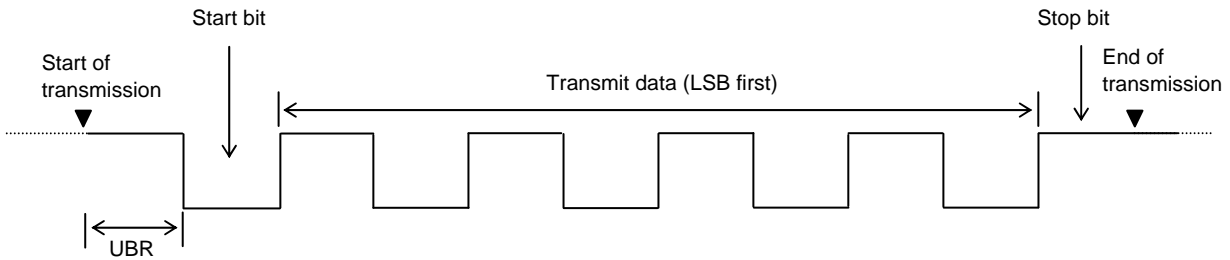 Start bit
Stop bit
Start of
transmission
End of
transmission
Transmit data (LSB first)
UBR